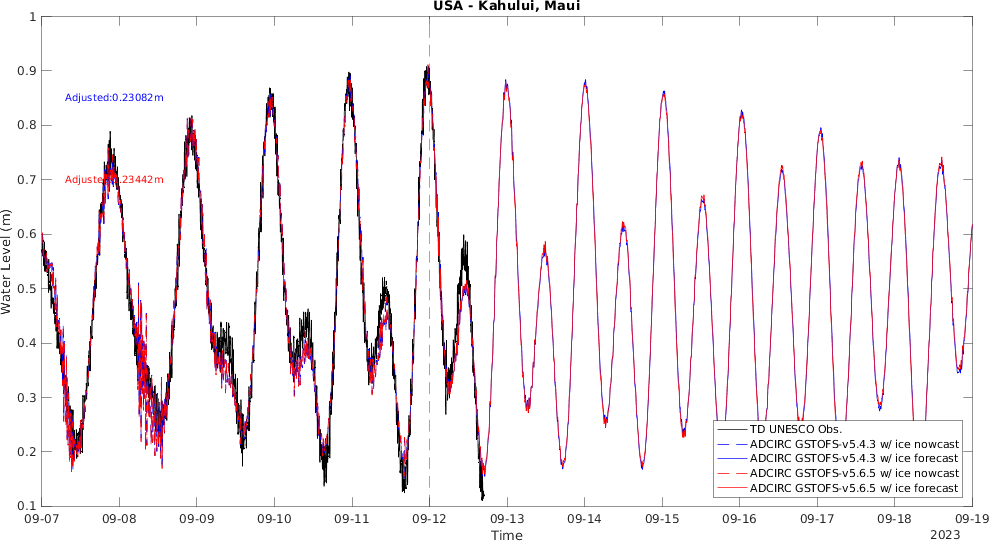 USA - Kahului, Maui
1
0.9
0.8
0.7
0.6
0.5
0.4
0.3
0.2
0.1
Water Level (m)
Adjusted:0.23082m
Adjusted:0.23442m
TD UNESCO Obs.
ADCIRC GSTOFS-v5.4.3 w/ ice nowcast
ADCIRC GSTOFS-v5.4.3 w/ ice forecast
ADCIRC GSTOFS-v5.6.5 w/ ice nowcast
ADCIRC GSTOFS-v5.6.5 w/ ice forecast
09-07 09-08 09-09 09-10 09-11 09-12 09-13 09-14 09-15 09-16 09-17 09-18 09-19
Time
2023